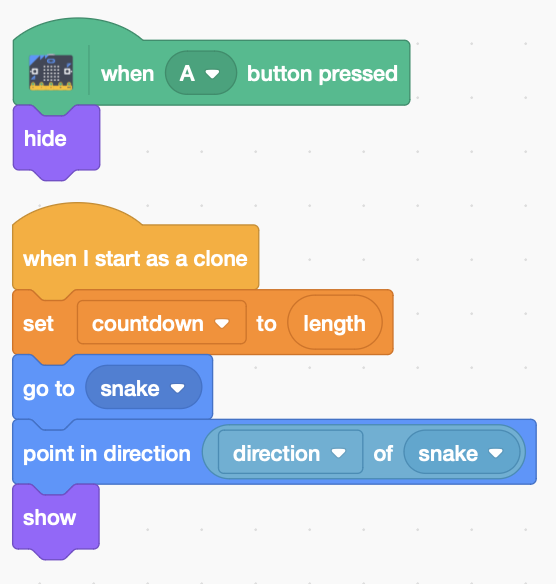 when A button pressed
hide
when I start as a clone
set countdown to length
go to snake
point in direction direction of snake
show